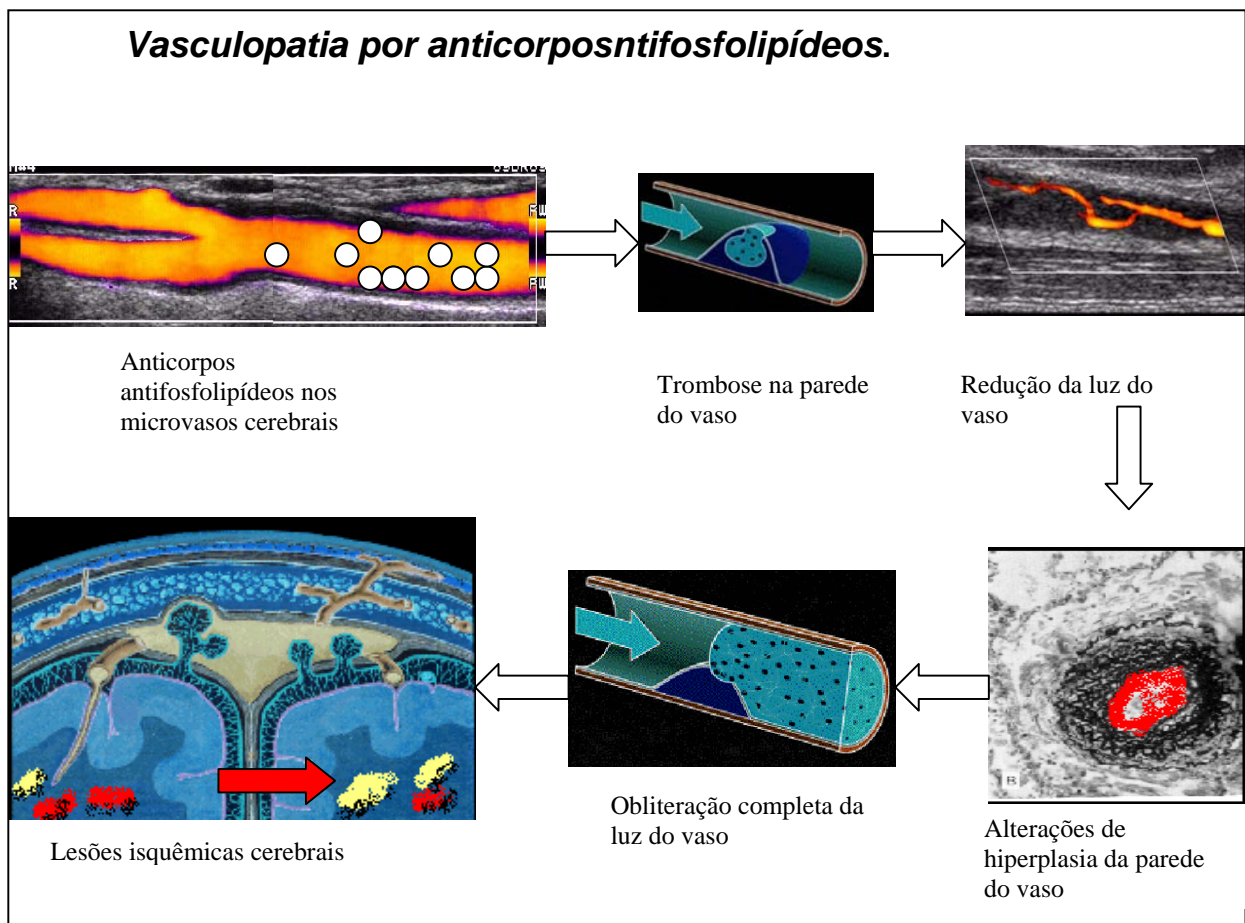 Vasculopatia por anticorposntifosfolipídeos.
R
R
Anticorpos
antifosfolipídeos nos
microvasos cerebrais
Trombose na parede
do vaso
Redução da luz do
vaso
Lesões isquêmicas cerebrais
Obliteração completa da
luz do vaso
B
Alterações de
hiperplasia da parede
do vaso